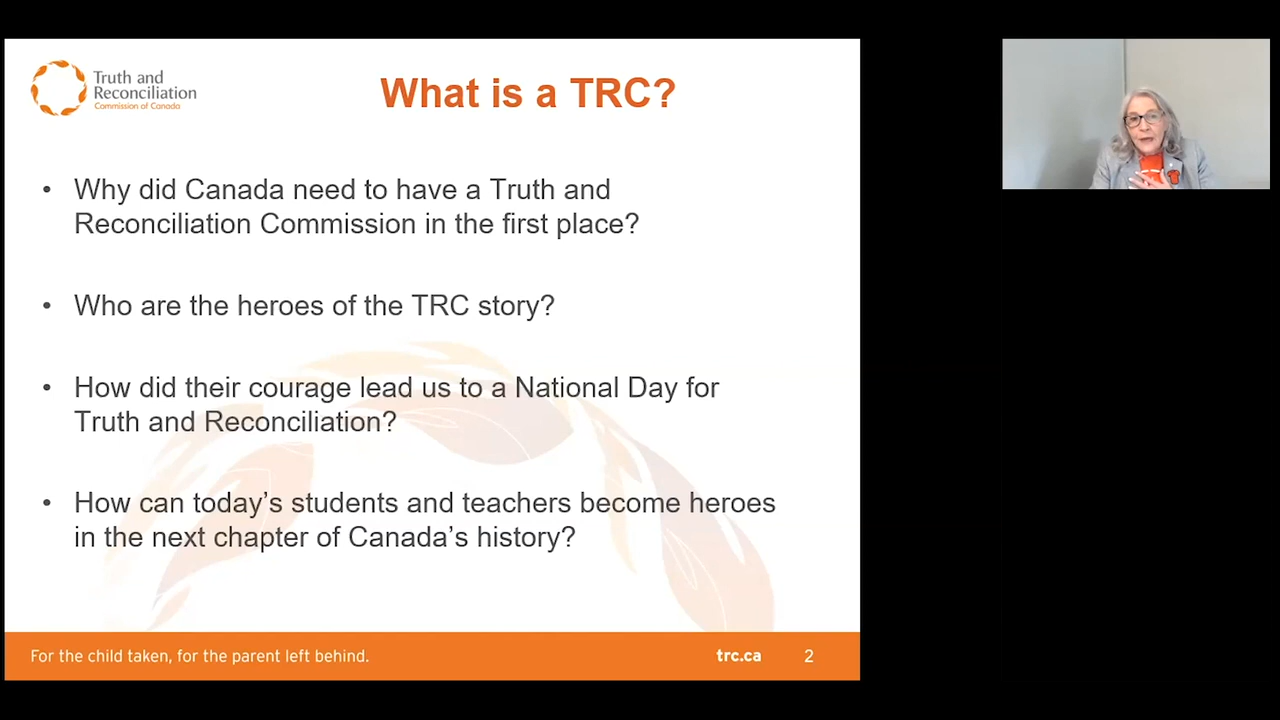 Truth and
Reconciliation
Commission of Canada
What is a TRC?
• Why did Canada need to have a Truth and
Reconciliation Commission in the first place?
• Who are the heroes of the TRC story?
• How did their courage lead us to a National Day for
Truth and Reconciliation?
• How can today’s students and teachers become heroes
in the next chapter of Canada’s history?
For the child taken, for the parent left behind.
trc.ca 2